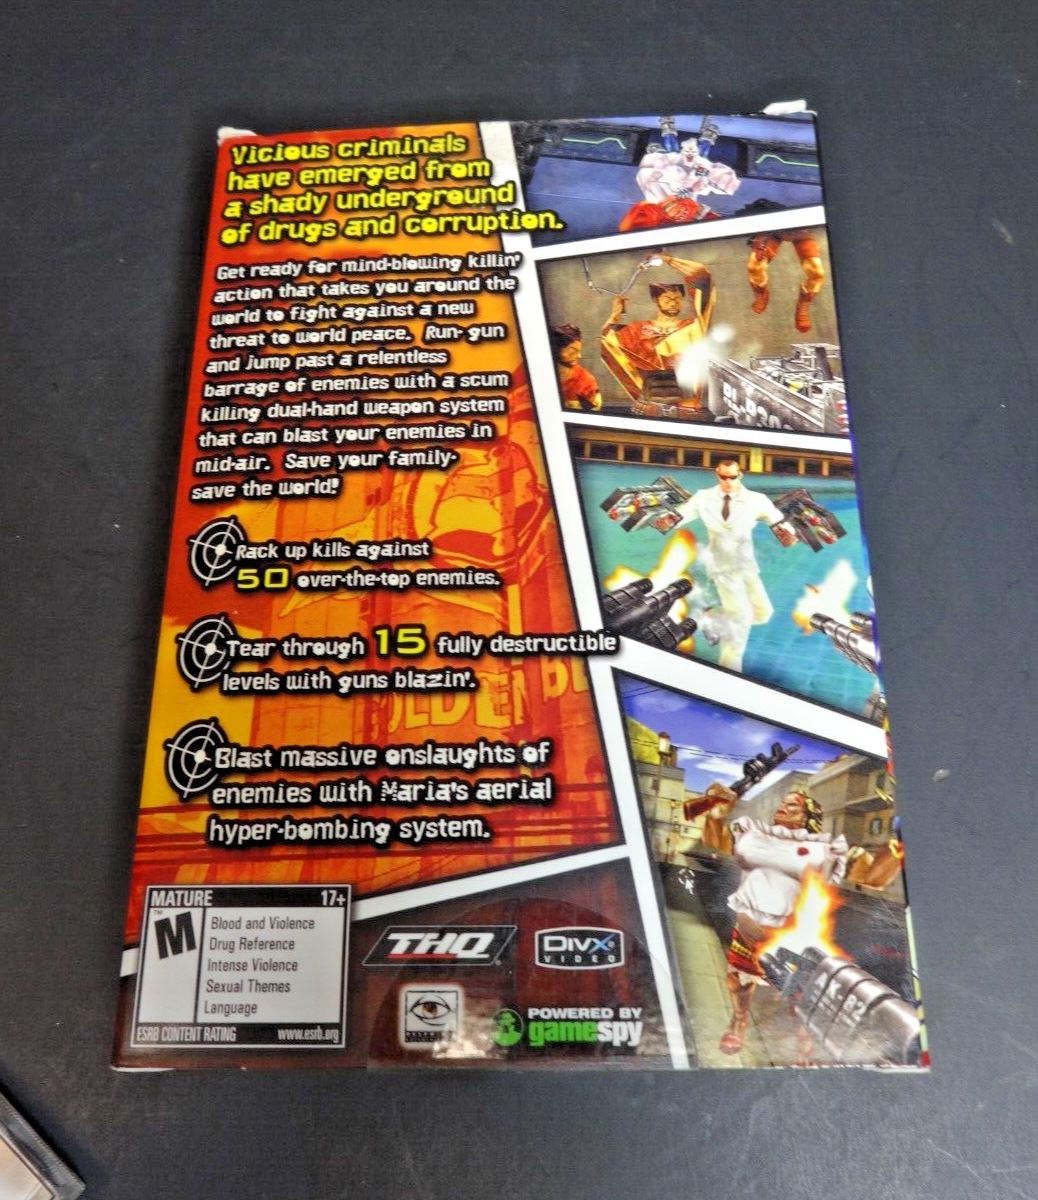 Vicious criminals
have emerged from
a shady underground
of drugs and corruption.
Get ready for mind-blowing killin'
action that takes you around the
world to fight against a new
threat to world peace. Run- gun
and jump past a relentless
barrage of enemies with a scum
killing dual-hand weapon system
that can blast your enemies in
mid-air. Save your family-
save the world!
Rack up kills against
50 over-the-top enemies.
Tear through 15 fully destructible
levels with guns blazin'.
Blast massive onslaughts of
enemies with Maria's aerial
hyper-bombing system.
MATURE 17+
M
TM
Blood and Violence
Drug Reference
Intense Violence
Sexual Themes
Language
ESRB CONTENT RATING www.esrb.org
THQ®
DivX®
VIDEO
POWERED BY
gamespy